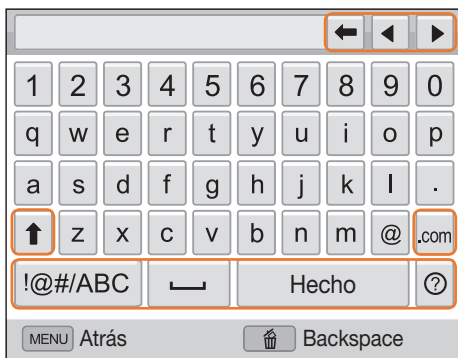 1 2 3 4 5 6 7 8 9 0
q w e r t y u i o p
a s d f g h j k l .
z x c v b n m @ .com
!@#/ABC Hecho ?
MENU Atrás Backspace